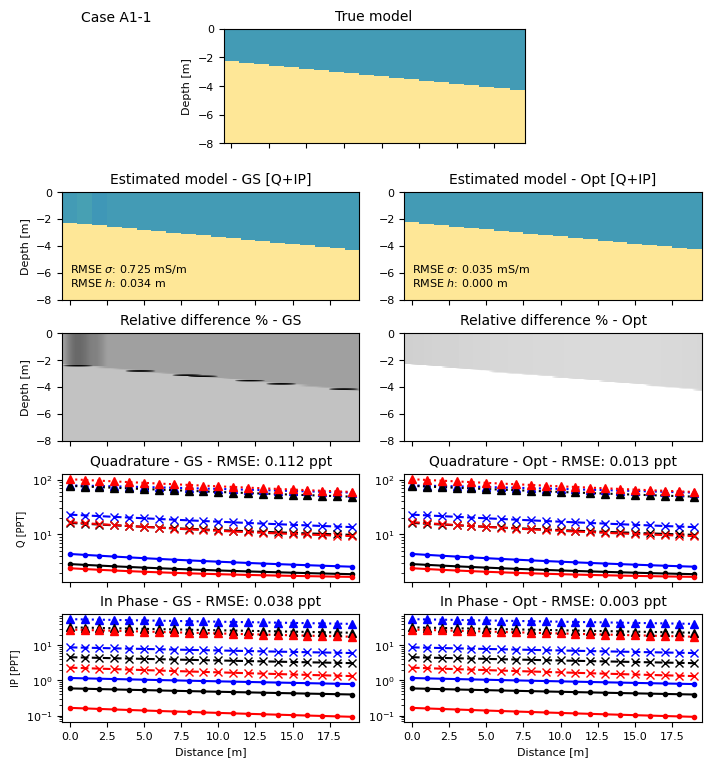 Case A1-1
True model
0
−2
−4
−6
−8
Depth [m]
Estimated model - GS [Q+IP]
0
−2
−4
−6
−8
Depth [m]
RMSE σ: 0.725 mS/m
RMSE h: 0.034 m
Estimated model - Opt [Q+IP]
0
−2
−4
−6
−8
RMSE σ: 0.035 mS/m
RMSE h: 0.000 m
Relative difference % - GS
0
−2
−4
−6
−8
Depth [m]
Relative difference % - Opt
0
−2
−4
−6
−8
Quadrature - GS - RMSE: 0.112 ppt
10²
10¹
Q [PPT]
Quadrature - Opt - RMSE: 0.013 ppt
10²
10¹
In Phase - GS - RMSE: 0.038 ppt
10¹
10⁰
10⁻¹
IP [PPT]
0.0 2.5 5.0 7.5 10.0 12.5 15.0 17.5
Distance [m]
In Phase - Opt - RMSE: 0.003 ppt
10¹
10⁰
10⁻¹
0.0 2.5 5.0 7.5 10.0 12.5 15.0 17.5
Distance [m]